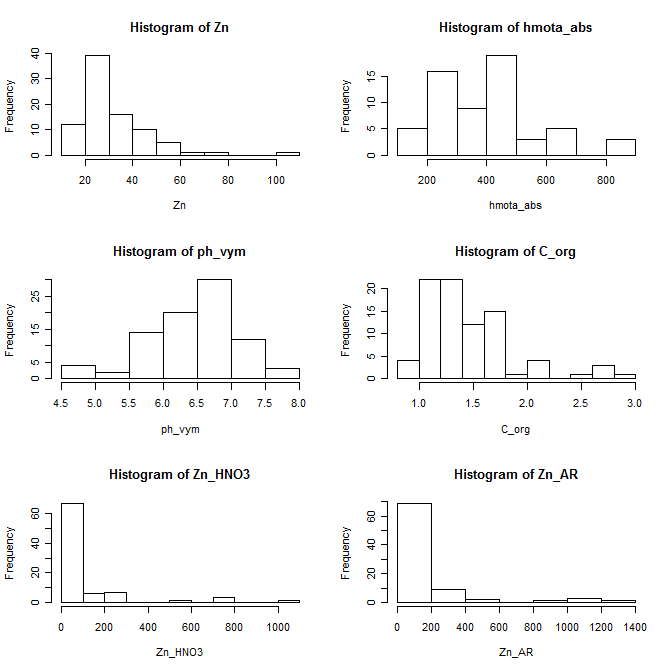 Histogram of Zn
Frequency
0 10 20 30 40
20 40 60 80 100
Zn
Histogram of hmota_abs
Frequency
0 5 10 15
200 400 600 800
hmota_abs
Histogram of ph_vym
Frequency
0 5 15 25
4.5 5.0 5.5 6.0 6.5 7.0 7.5 8.0
ph_vym
Histogram of C_org
Frequency
0 5 10 15 20
1.0 1.5 2.0 2.5 3.0
C_org
Histogram of Zn_HNO3
Frequency
0 20 40 60
0 200 400 600 800 1000
Zn_HNO3
Histogram of Zn_AR
Frequency
0 20 40 60
0 200 400 600 800 1000 1200 1400
Zn_AR